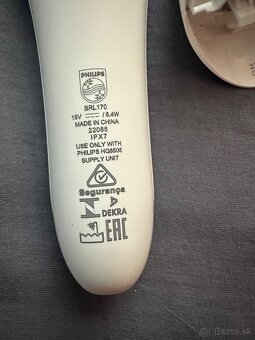 PHILIPS
BRL170
15V ⎓ / 5.4W
MADE IN CHINA
22085
IPX7
USE ONLY WITH
PHILIPS HQ8505
SUPPLY UNIT
Segurança
DEKRA
EAC
Bazos.sk